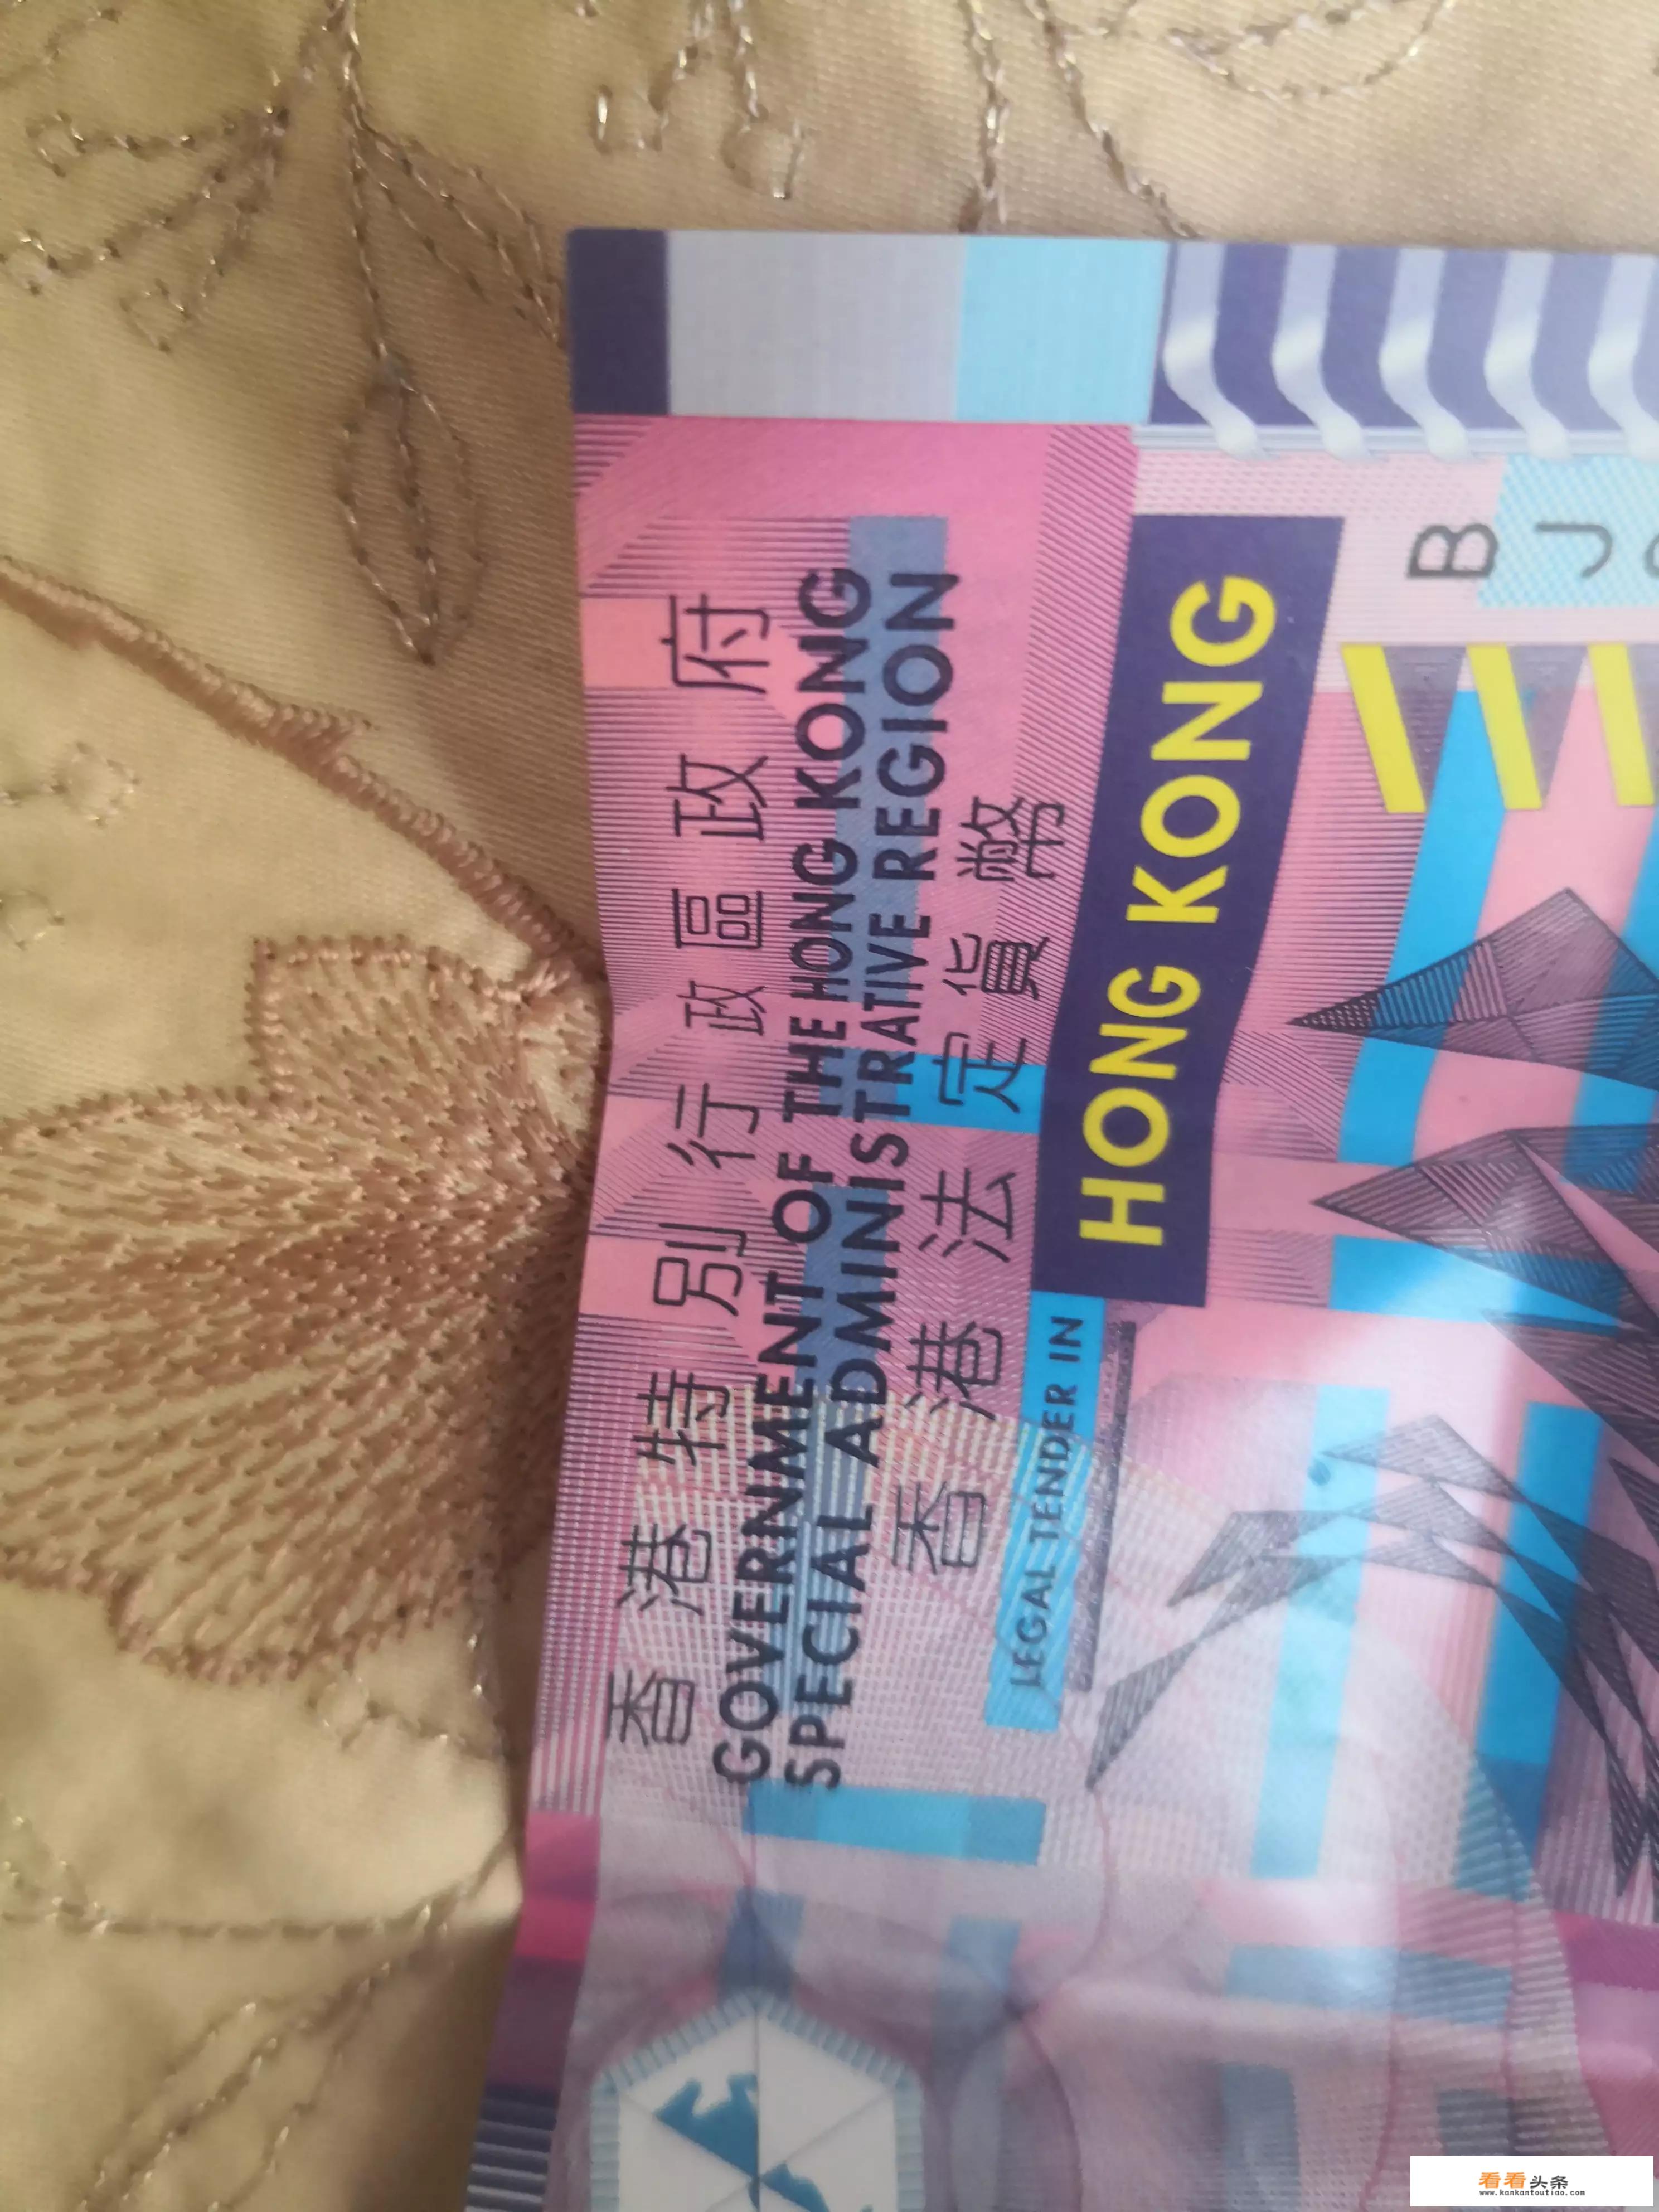 香港特別行政區政府
GOVERNMENT OF THE HONG KONG
SPECIAL ADMINISTRATIVE REGION
香港法定貨幣
LEGAL TENDER IN
HONG KONG
BJ
看看头条
www.kankantoutiao.com